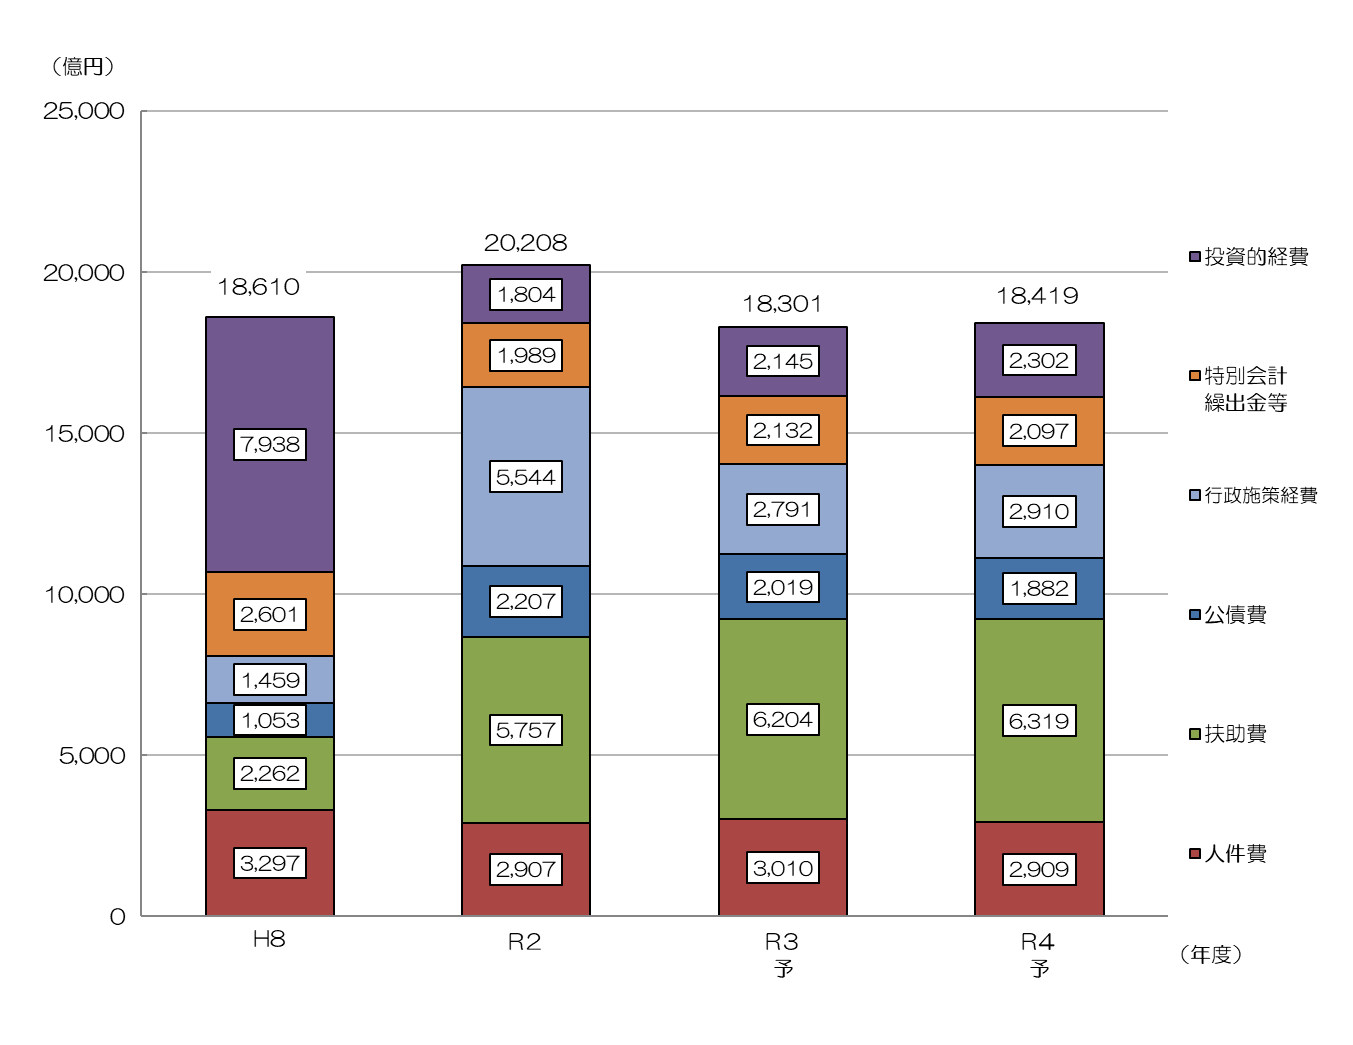 （億円）
25,000
20,000
15,000
10,000
5,000
0
18,610
7,938
2,601
1,459
1,053
2,262
3,297
H8
20,208
1,804
1,989
5,544
2,207
5,757
2,907
R2
18,301
2,145
2,132
2,791
2,019
6,204
3,010
R3
予
18,419
2,302
2,097
2,910
1,882
6,319
2,909
R4
予
（年度）
投資的経費
特別会計
繰出金等
行政施策経費
公債費
扶助費
人件費